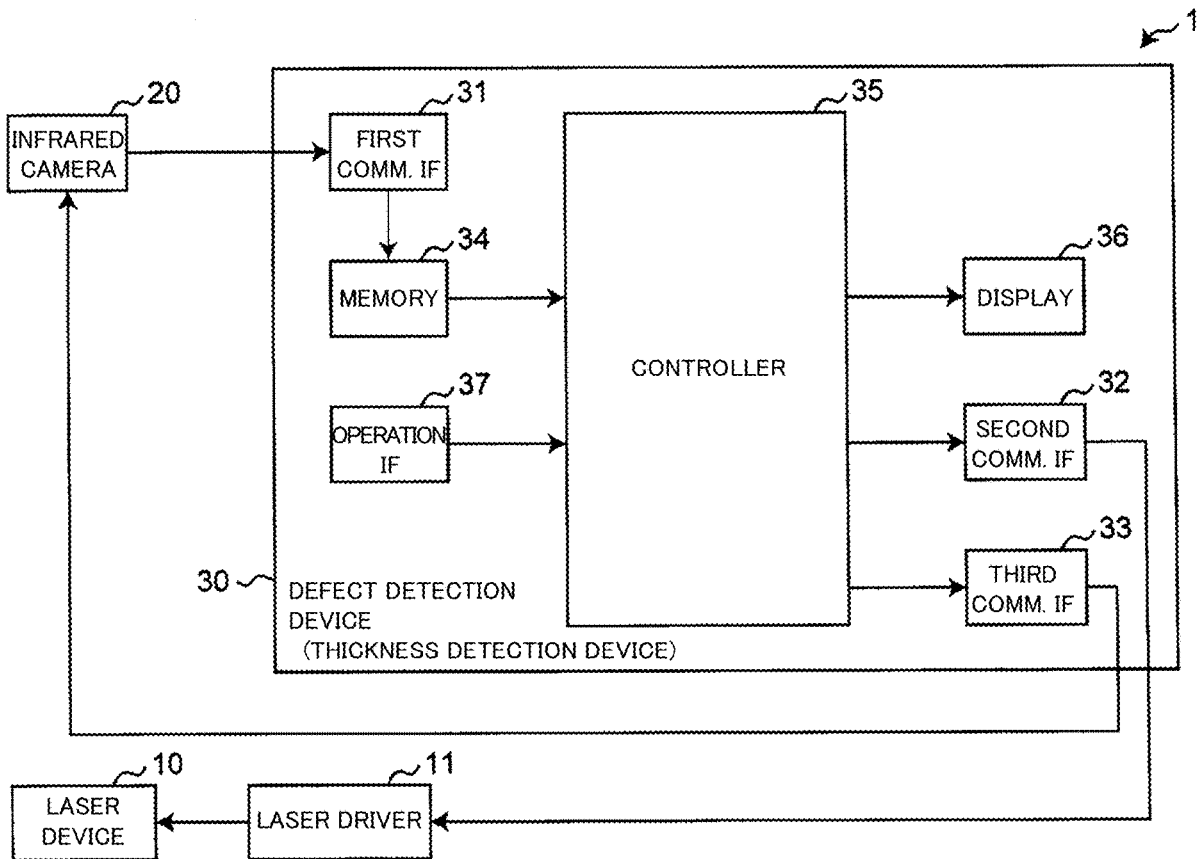 1
20
INFRARED
CAMERA
31
FIRST
COMM. IF
35
CONTROLLER
34
MEMORY
36
DISPLAY
37
OPERATION
IF
32
SECOND
COMM. IF
33
THIRD
COMM. IF
30
DEFECT DETECTION
DEVICE
(THICKNESS DETECTION DEVICE)
10
LASER
DEVICE
11
LASER DRIVER